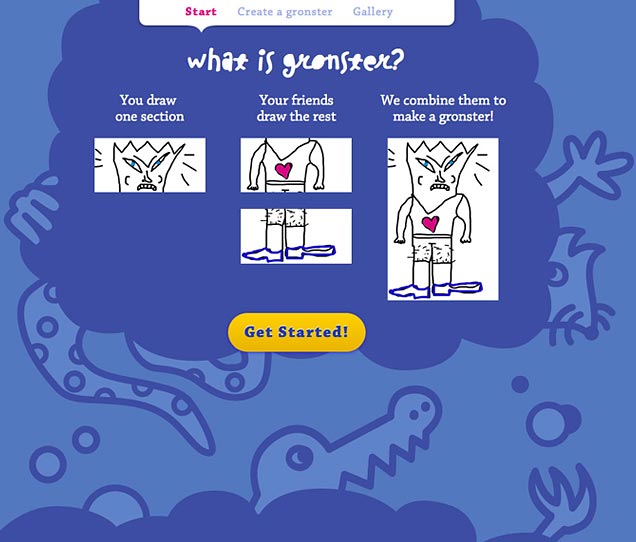 Start Create a gronster Gallery
what is gronster?
You draw
one section
Your friends
draw the rest
We combine them to
make a gronster!
Get Started!